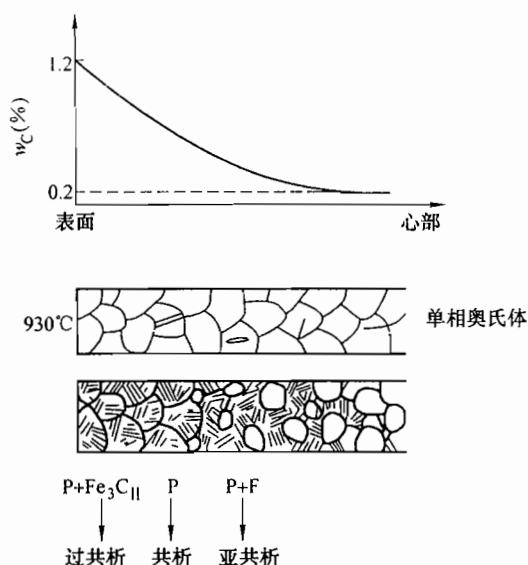 w_C(%)
1.2
0.2
表面 心部
930℃ 单相奥氏体
P+Fe₃C_Ⅱ P P+F
过共析 共析 亚共析